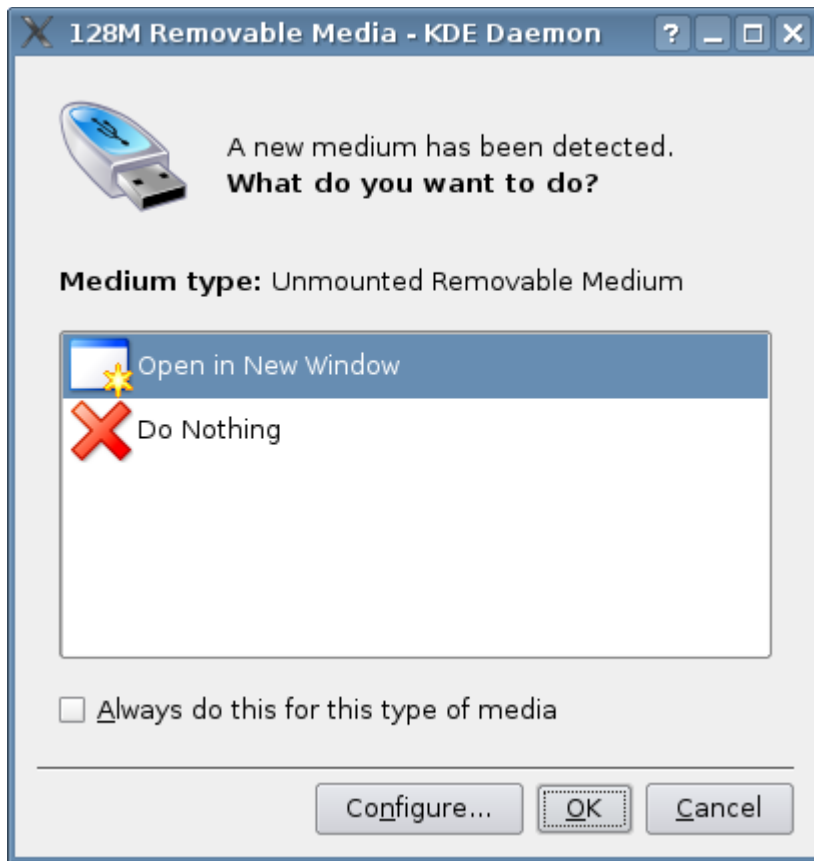 128M Removable Media - KDE Daemon ?
A new medium has been detected.
What do you want to do?
Medium type: Unmounted Removable Medium
Open in New Window
Do Nothing
Always do this for this type of media
Configure... OK Cancel